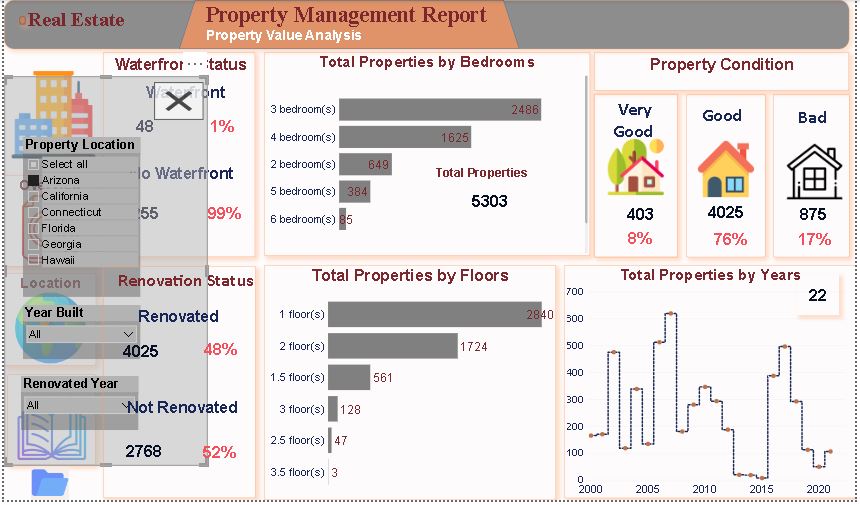 Real Estate
Property Management Report
Property Value Analysis
Waterfront Status
Waterfront
48
1%
No Waterfront
255
99%
Property Location
Select all
Arizona
California
Connecticut
Florida
Georgia
Hawaii
Location
Year Built
All
Renovated Year
All
Renovation Status
Renovated
4025
48%
Not Renovated
2768
52%
Total Properties by Bedrooms
3 bedroom(s)
2486
4 bedroom(s)
1625
2 bedroom(s)
649
5 bedroom(s)
384
6 bedroom(s)
85
Total Properties
5303
Property Condition
Very
Good
403
8%
Good
4025
76%
Bad
875
17%
Total Properties by Floors
1 floor(s)
2840
2 floor(s)
1724
1.5 floor(s)
561
3 floor(s)
128
2.5 floor(s)
47
3.5 floor(s)
3
Total Properties by Years
22
700
600
500
400
300
200
100
0
2000 2005 2010 2015 2020